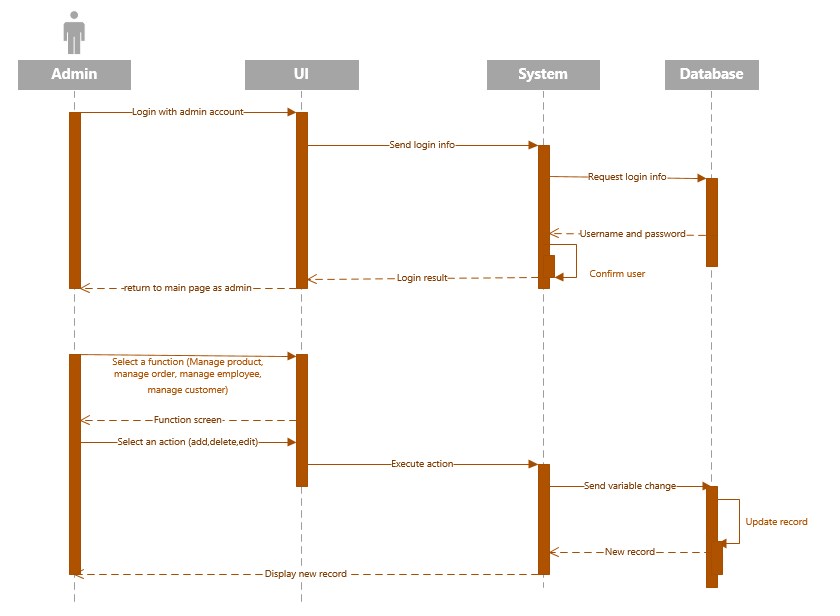 Admin
UI
System
Database
Login with admin account
Send login info
Request login info
Username and password
Confirm user
Login result
return to main page as admin
Select a function (Manage product,
manage order, manage employee,
manage customer)
Function screen
Select an action (add,delete,edit)
Execute action
Send variable change
Update record
New record
Display new record